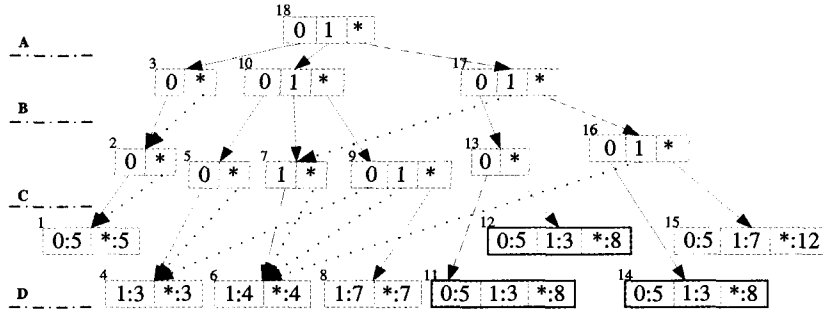 18
0 1 *
A
3 10 17
0 * 0 1 * 0 1 *
B
2 5 7 9 13 16
0 * 0 * 1 * 0 1 * 0 * 0 1 *
C
1 12 15
0:5 *:5 0:5 1:3 *:8 0:5 1:7 *:12
4 6 8 11 14
D 1:3 *:3 1:4 *:4 1:7 *:7 0:5 1:3 *:8 0:5 1:3 *:8